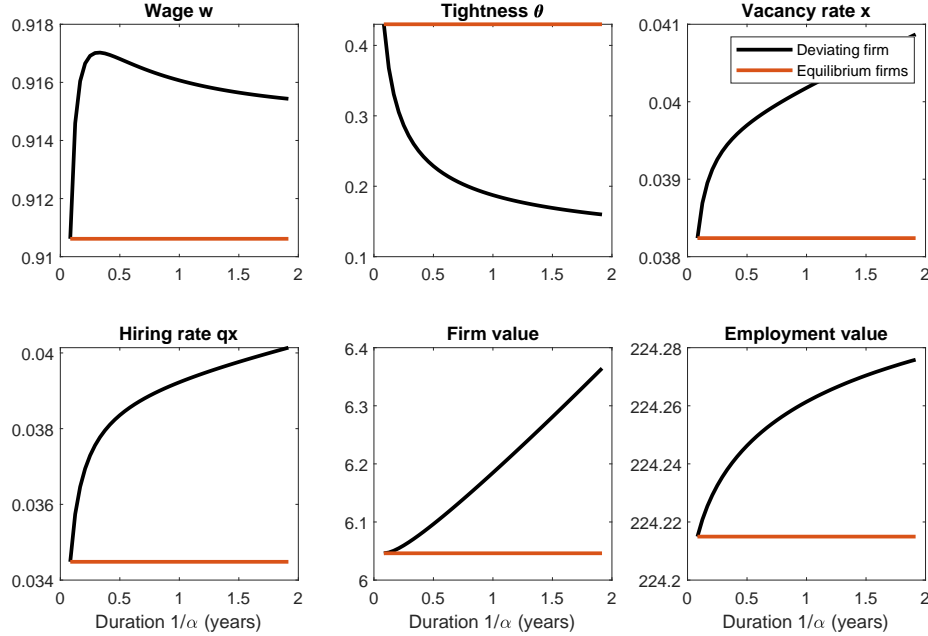 Wage w
0.918
0.916
0.914
0.912
0.91
0 0.5 1 1.5 2
Tightness θ
0.4
0.3
0.2
0.1
0 0.5 1 1.5 2
Vacancy rate x
0.041
0.04
0.039
0.038
0 0.5 1 1.5 2
Deviating firm
Equilibrium firms
Hiring rate qx
0.04
0.038
0.036
0.034
0 0.5 1 1.5 2
Duration 1/α (years)
Firm value
6.4
6.3
6.2
6.1
6
0 0.5 1 1.5 2
Duration 1/α (years)
Employment value
224.28
224.26
224.24
224.22
224.2
0 0.5 1 1.5 2
Duration 1/α (years)